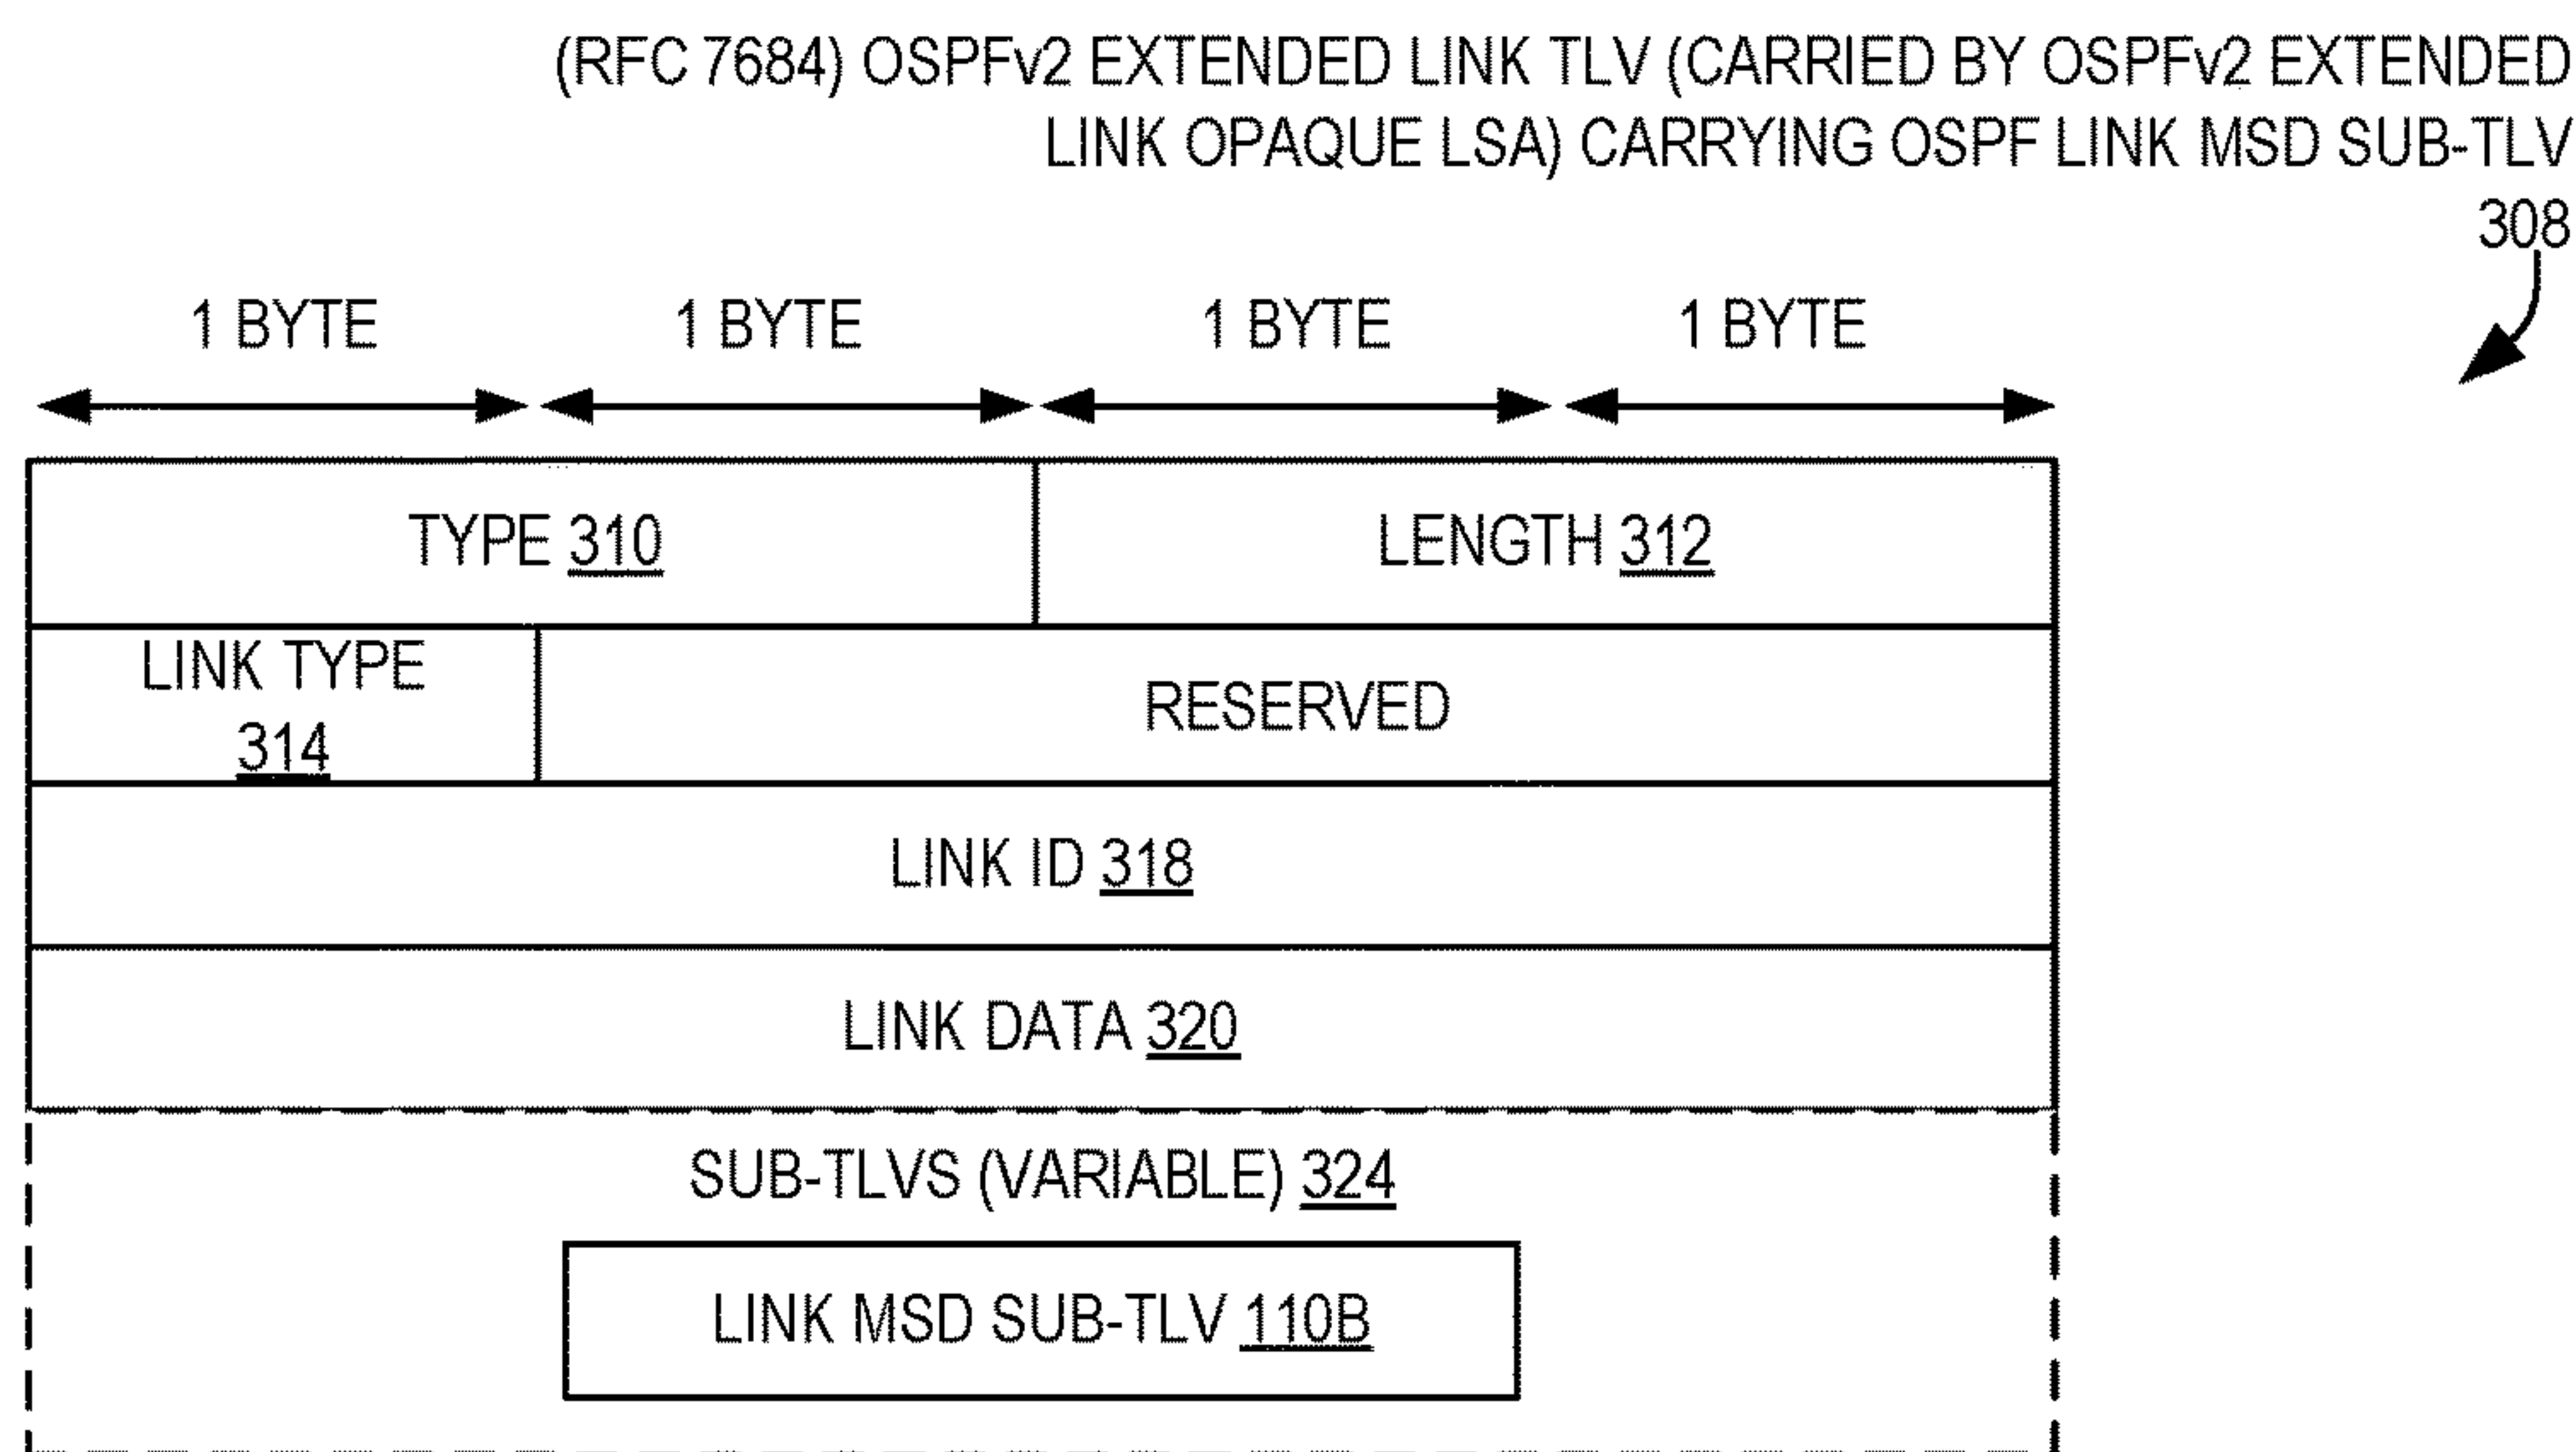 (RFC 7684) OSPFv2 EXTENDED LINK TLV (CARRIED BY OSPFv2 EXTENDED
LINK OPAQUE LSA) CARRYING OSPF LINK MSD SUB-TLV
308
1 BYTE 1 BYTE 1 BYTE 1 BYTE
TYPE 310 LENGTH 312
LINK TYPE
314
RESERVED
LINK ID 318
LINK DATA 320
SUB-TLVS (VARIABLE) 324
LINK MSD SUB-TLV 110B